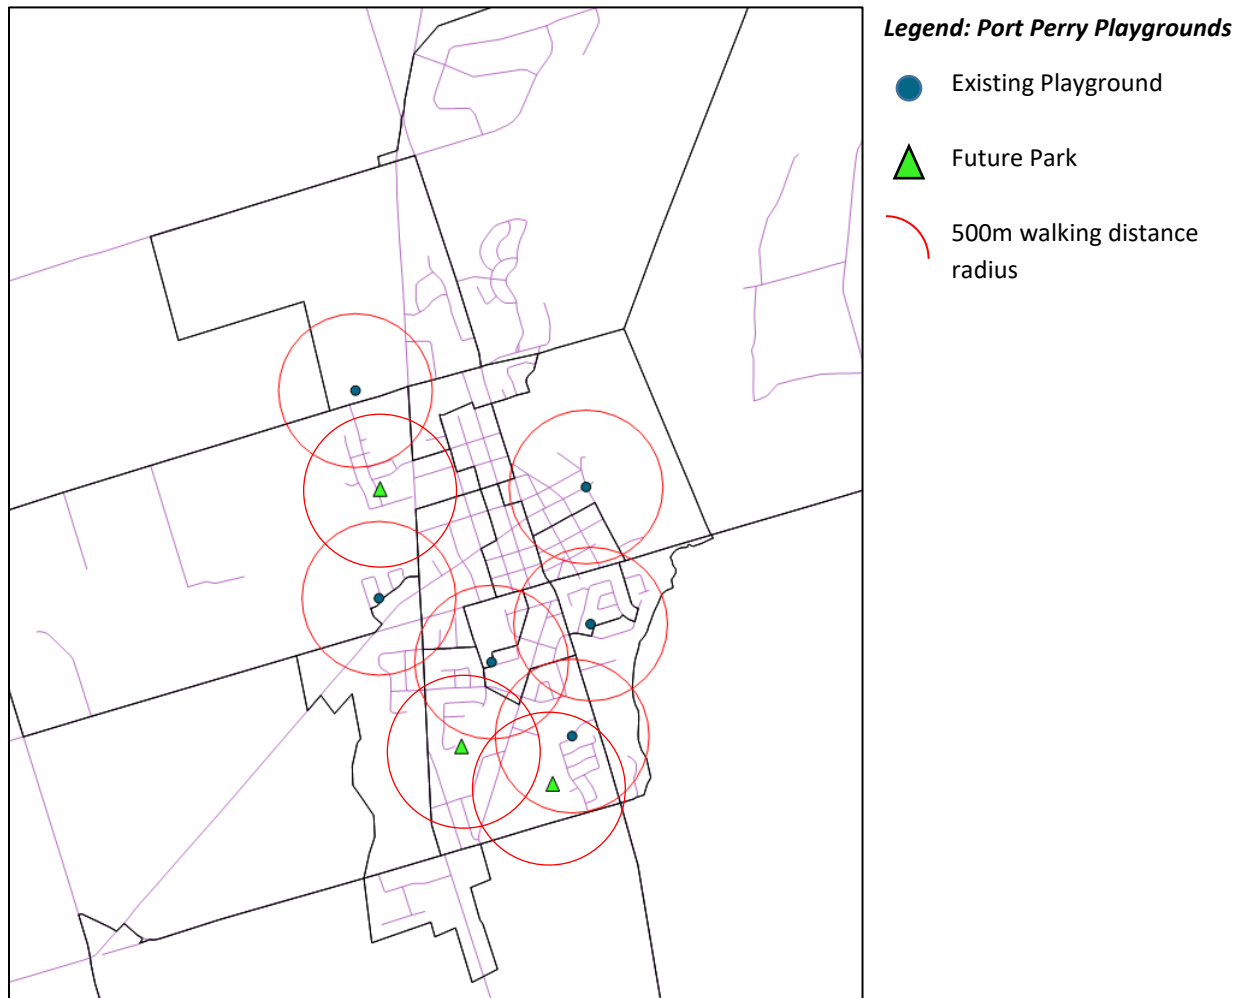 Legend: Port Perry Playgrounds
Existing Playground
Future Park
500m walking distance
radius